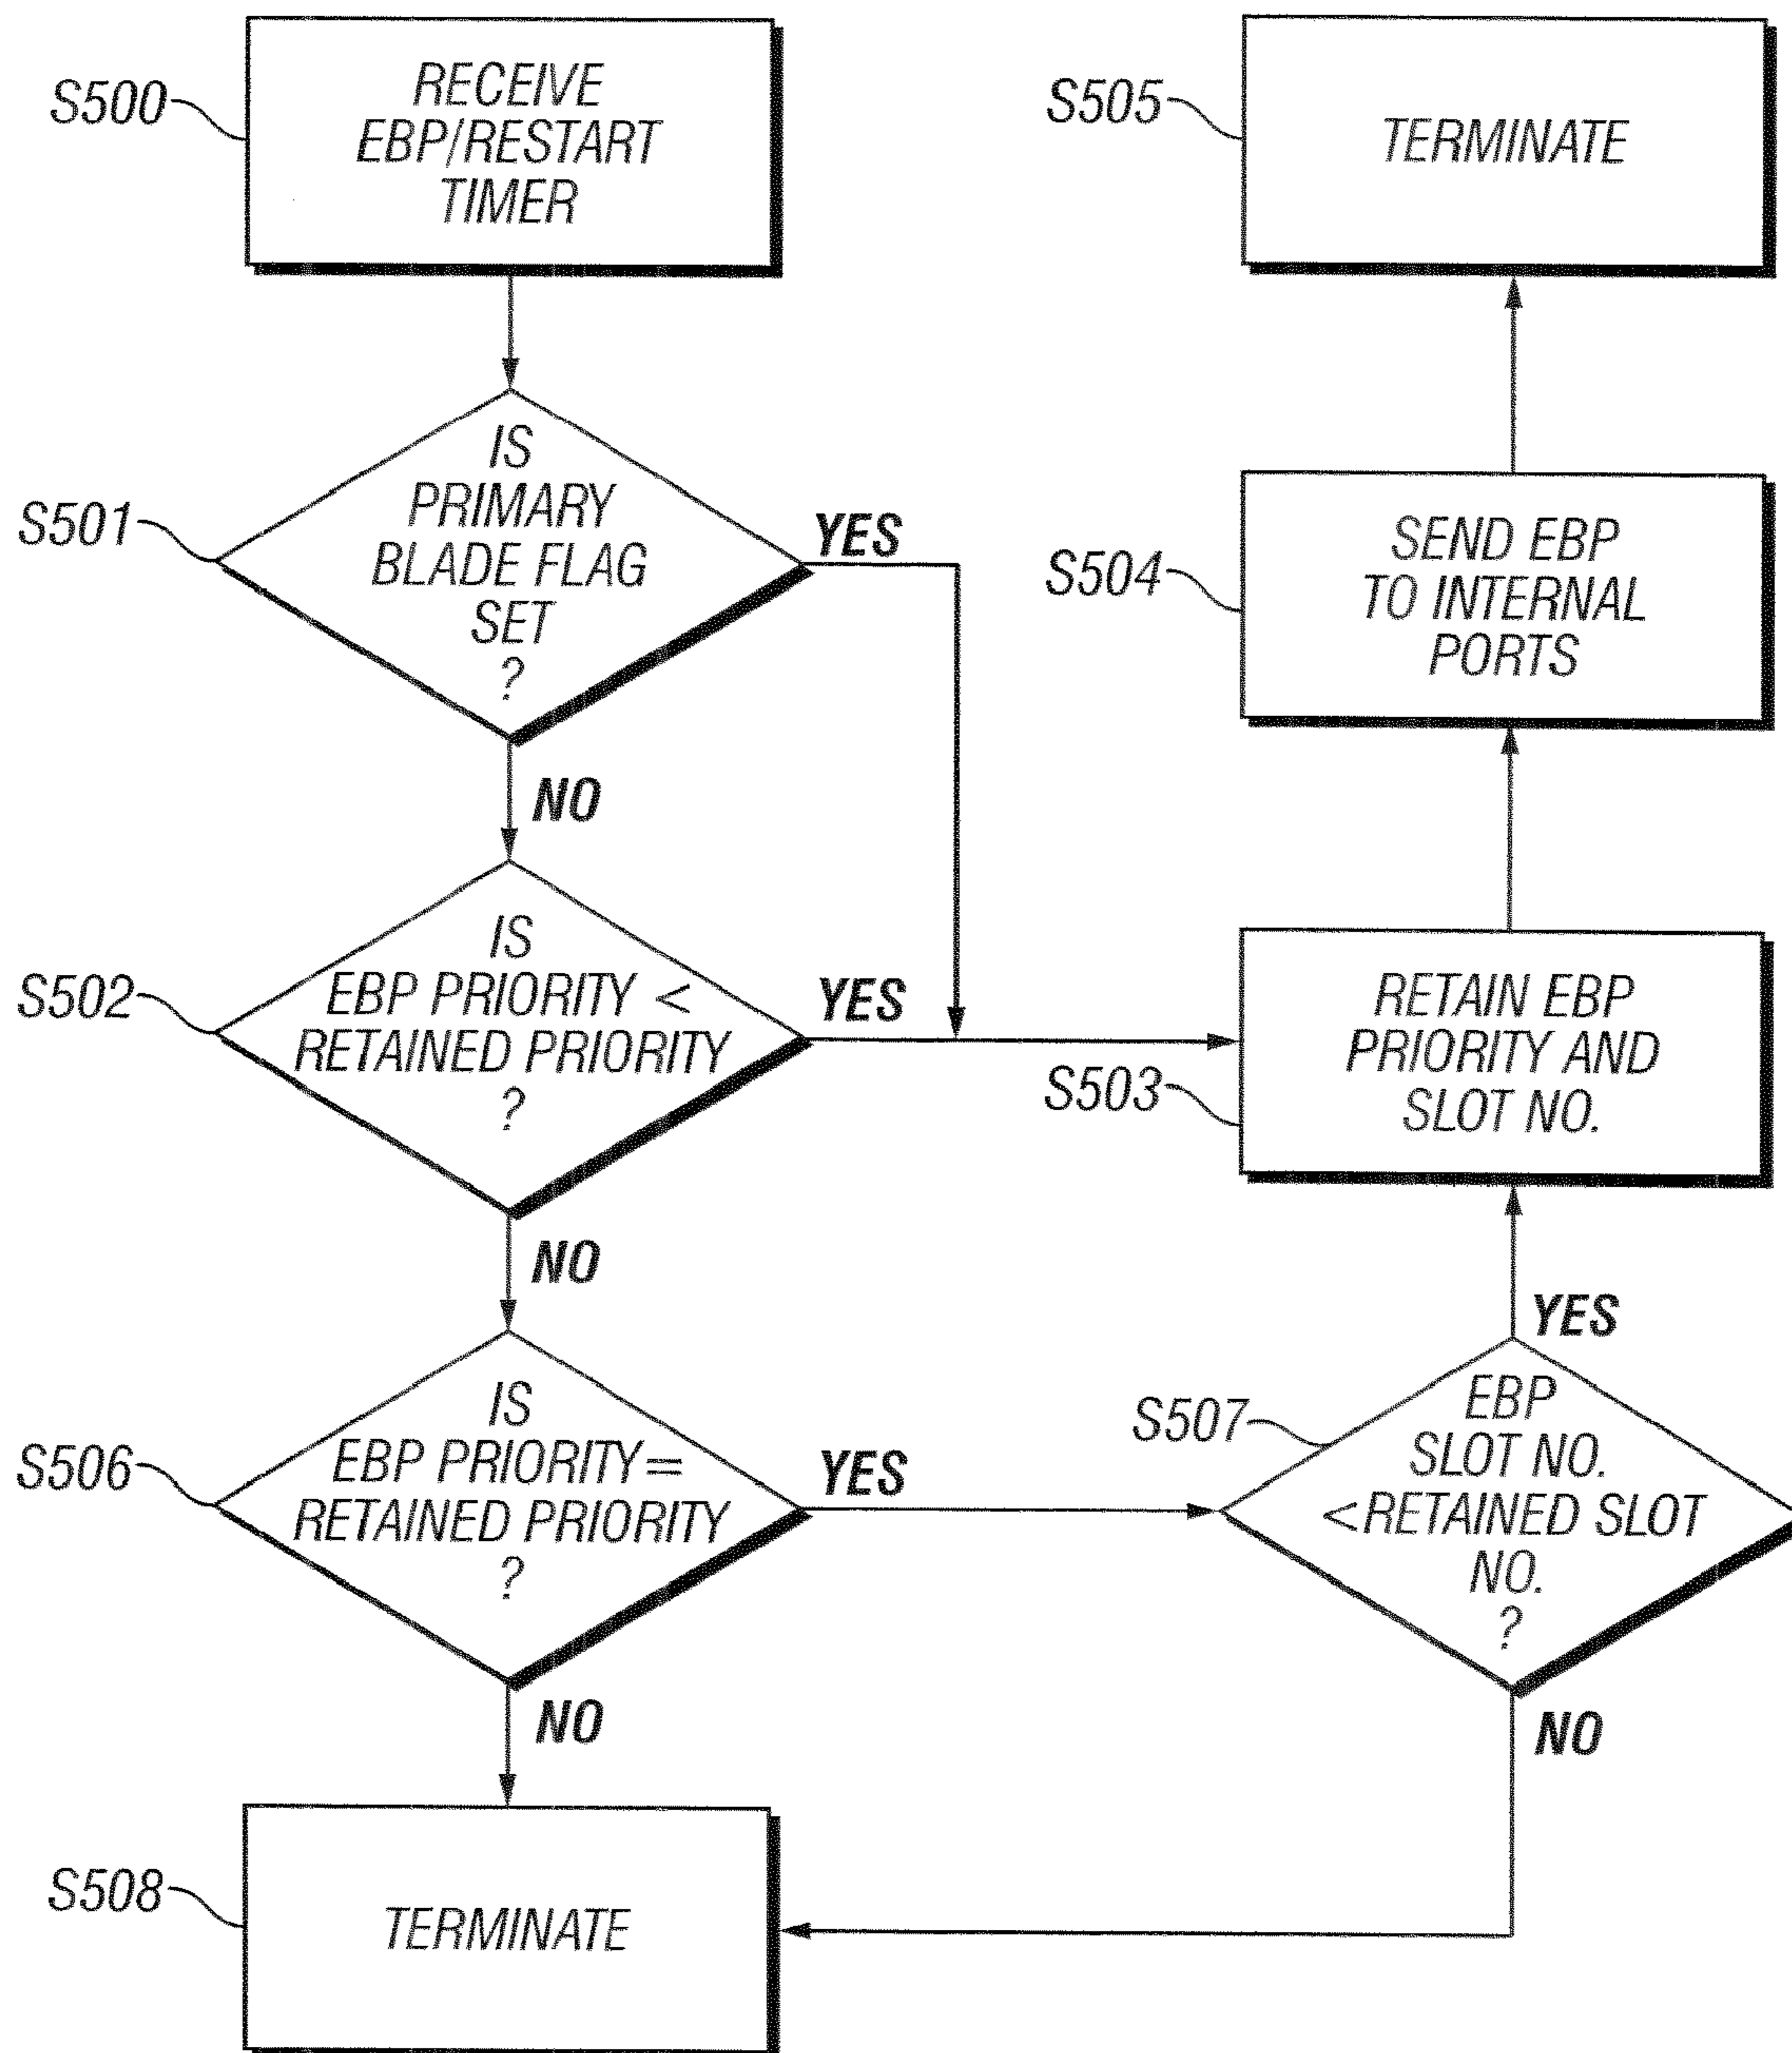 S500
RECEIVE
EBP/RESTART
TIMER
S501
IS
PRIMARY
BLADE FLAG
SET
?
YES
NO
S502
IS
EBP PRIORITY <
RETAINED PRIORITY
?
YES
NO
S506
IS
EBP PRIORITY=
RETAINED PRIORITY
?
YES
NO
S508
TERMINATE
S505
TERMINATE
S504
SEND EBP
TO INTERNAL
PORTS
S503
RETAIN EBP
PRIORITY AND
SLOT NO.
YES
S507
EBP
SLOT NO.
<RETAINED SLOT
NO.
?
NO